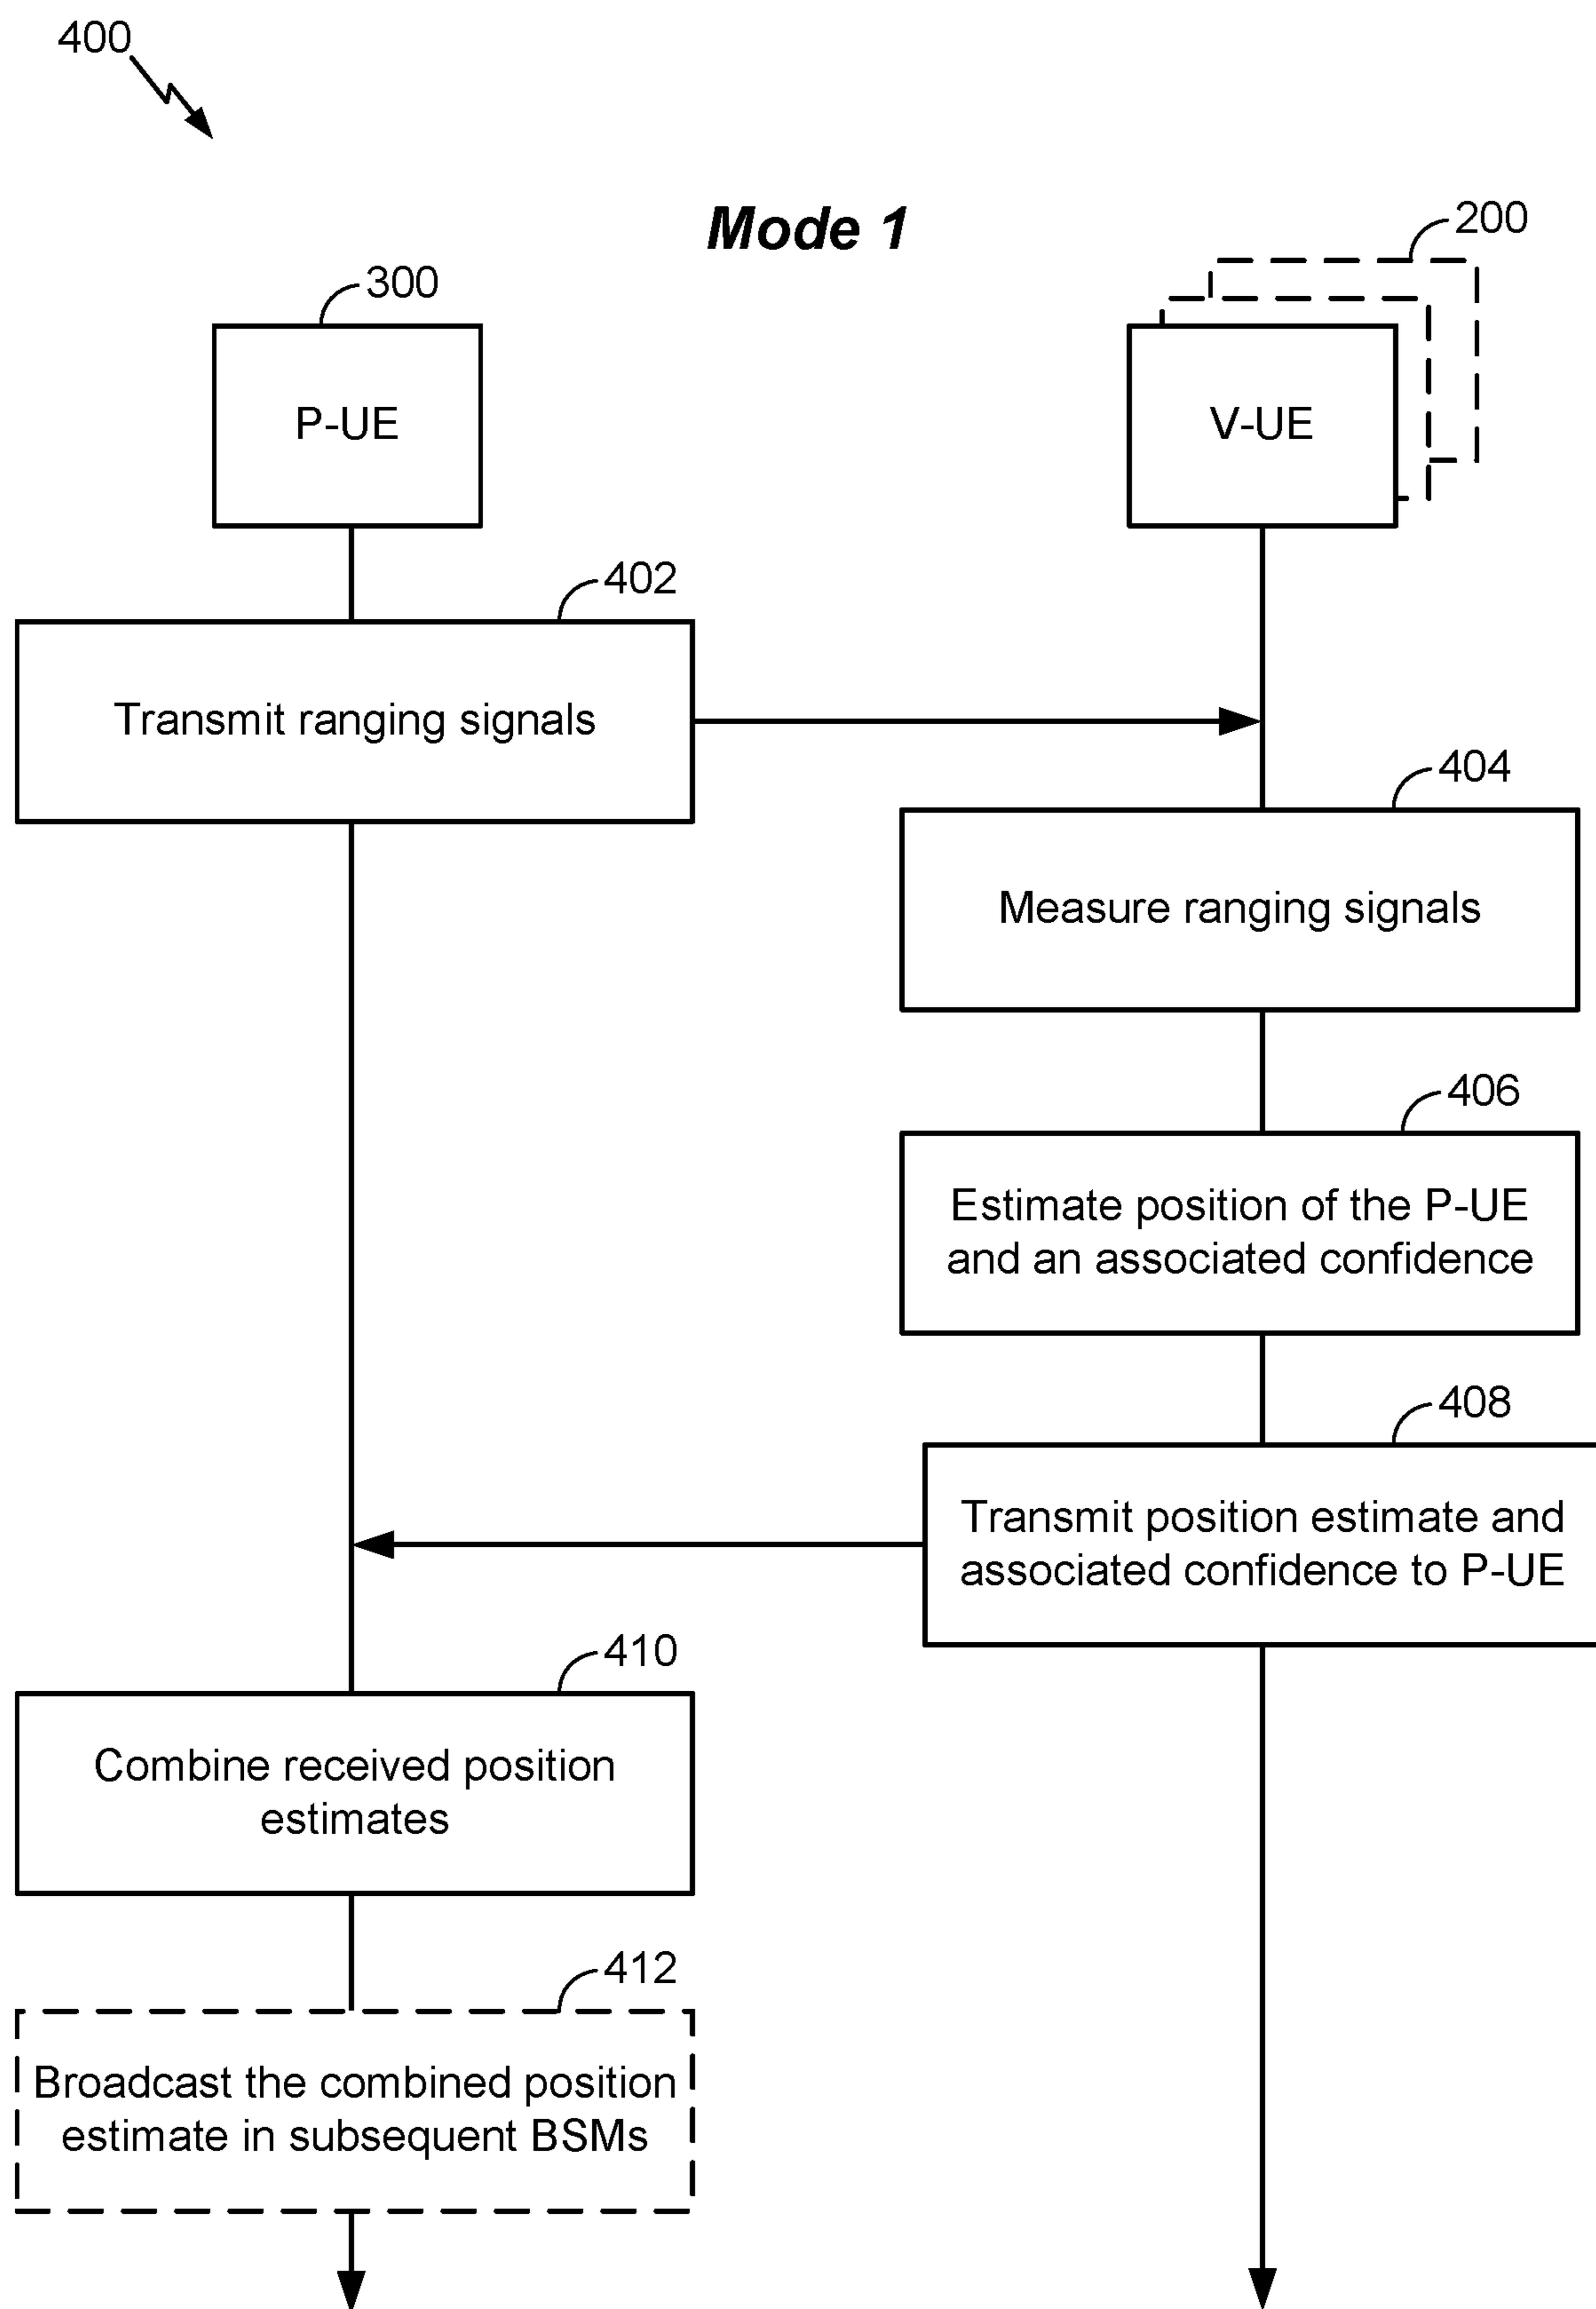 400
Mode 1
200
300
P-UE
V-UE
402
Transmit ranging signals
404
Measure ranging signals
406
Estimate position of the P-UE
and an associated confidence
408
Transmit position estimate and
associated confidence to P-UE
410
Combine received position
estimates
412
Broadcast the combined position
estimate in subsequent BSMs